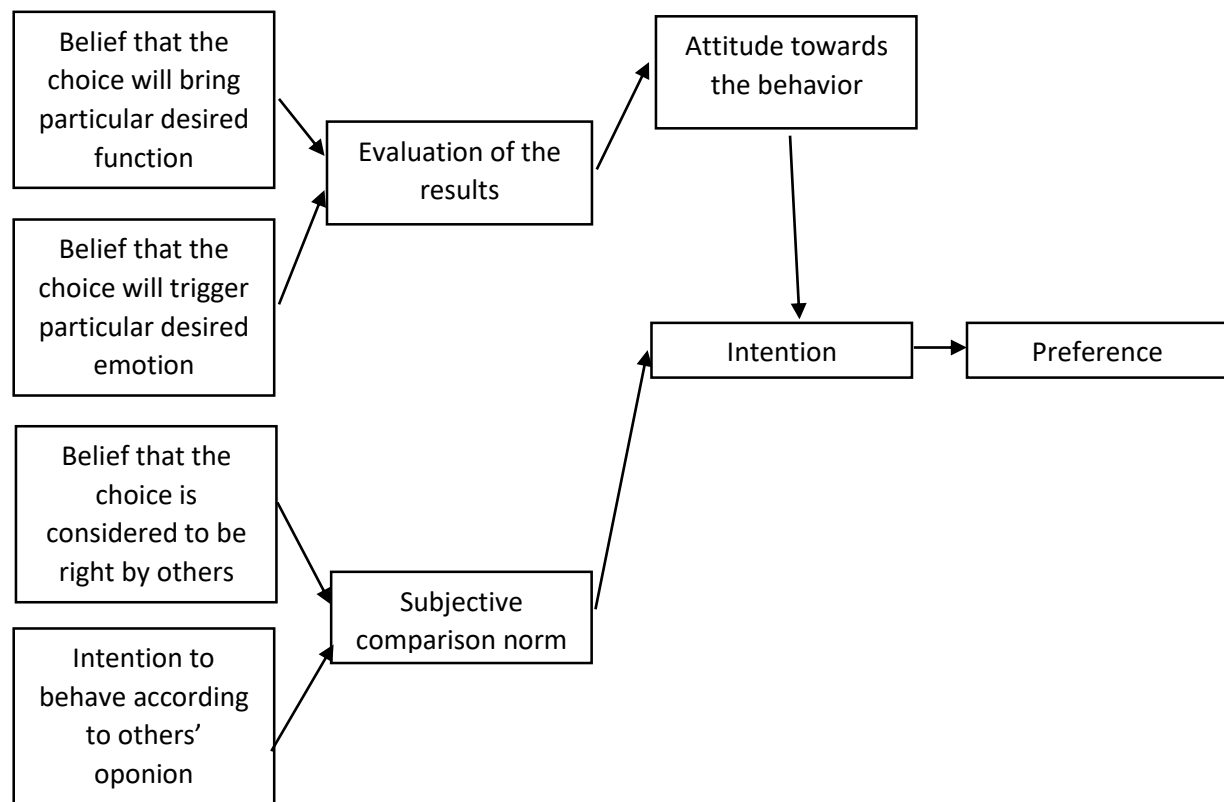 Belief that the
choice will bring
particular desired
function
Belief that the
choice will trigger
particular desired
emotion
Belief that the
choice is
considered to be
right by others
Intention to
behave according
to others’
oponion
Evaluation of the
results
Subjective
comparison norm
Attitude towards
the behavior
Intention
Preference